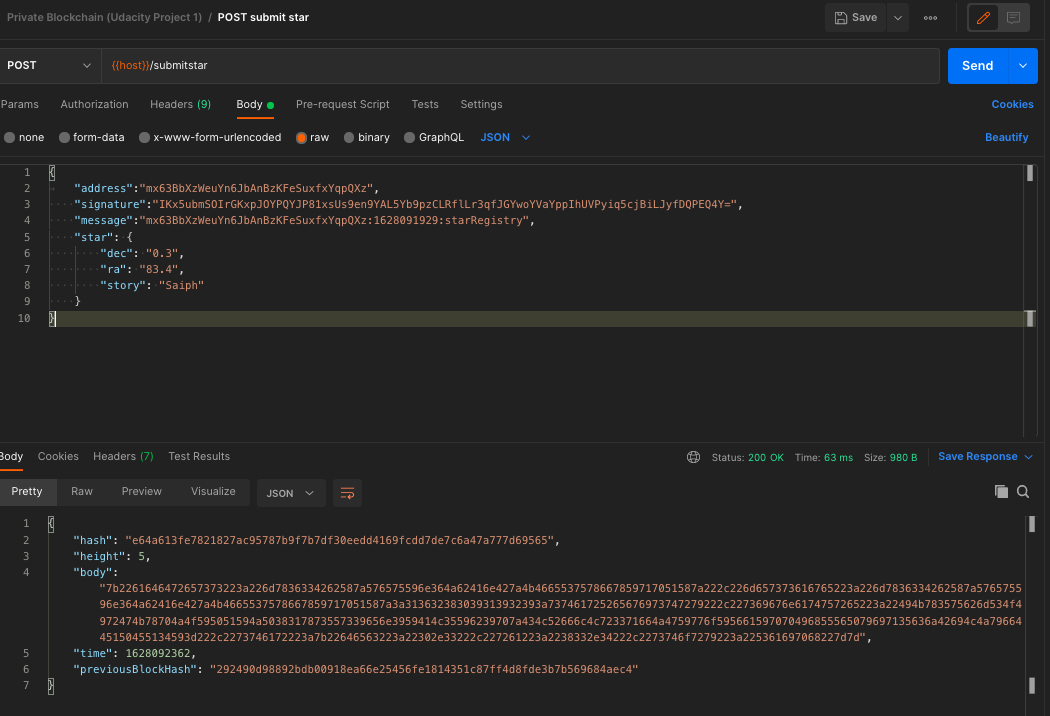 Private Blockchain (Udacity Project 1) / POST submit star
Save
POST
{{host}}/submitstar
Send
Params Authorization Headers (9) Body Pre-request Script Tests Settings Cookies
none form-data x-www-form-urlencoded raw binary GraphQL JSON Beautify
1 {
2 "address":"mx63BbXzWeuYn6JbAnBzKFeSuxfxYqpQXz",
3 "signature":"IKx5ubmSOIrGKxpJOYPQYJP81xsUs9en9YAL5Yb9pzCLRflLr3qfJGYwoYVaYppIhUVPyiq5cjBiLJyfDQPEQ4Y=",
4 "message":"mx63BbXzWeuYn6JbAnBzKFeSuxfxYqpQXz:1628091929:starRegistry",
5 "star": {
6 "dec": "0.3",
7 "ra": "83.4",
8 "story": "Saiph"
9 }
10 }
Body Cookies Headers (7) Test Results
Status: 200 OK Time: 63 ms Size: 980 B Save Response
Pretty Raw Preview Visualize JSON
1 {
2 "hash": "e64a613fe7821827ac95787b9f7b7df30eedd4169fcdd7de7c6a47a777d69565",
3 "height": 5,
4 "body":
5 "time": 1628092362,
6 "previousBlockHash": "292490d98892bdb00918ea66e25456fe1814351c87ff4d8fde3b7b569684aec4"
7 }